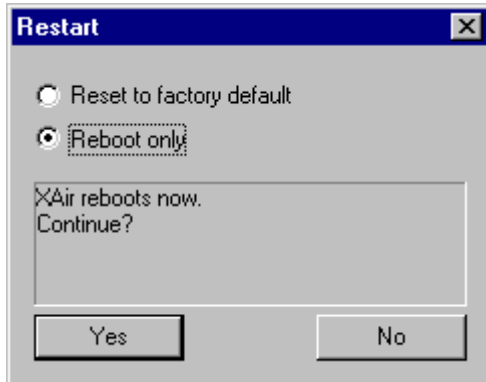 Restart
Reset to factory default
Reboot only
XAir reboots now.
Continue?
Yes
No